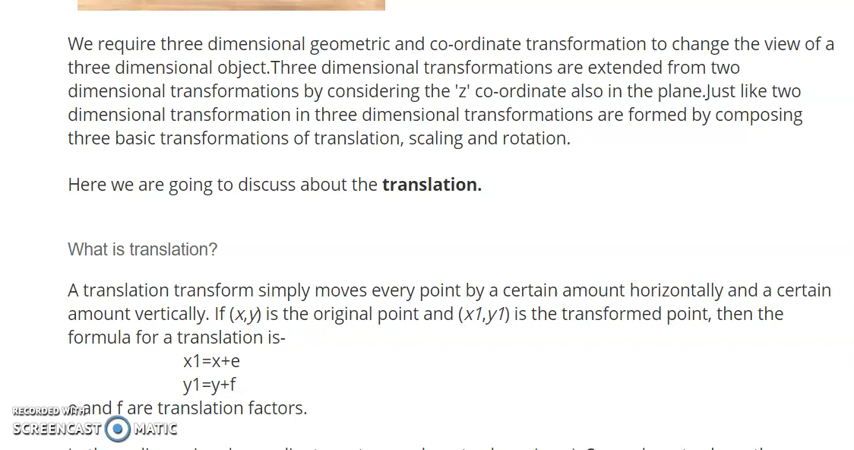 We require three dimensional geometric and co-ordinate transformation to change the view of a
three dimensional object.Three dimensional transformations are extended from two
dimensional transformations by considering the 'z' co-ordinate also in the plane.Just like two
dimensional transformation in three dimensional transformations are formed by composing
three basic transformations of translation, scaling and rotation.
Here we are going to discuss about the translation.
What is translation?
A translation transform simply moves every point by a certain amount horizontally and a certain
amount vertically. If (x,y) is the original point and (x1,y1) is the transformed point, then the
formula for a translation is-
x1=x+e
y1=y+f
and f are translation factors.
RECORDED WITH
SCREENCAST MATIC